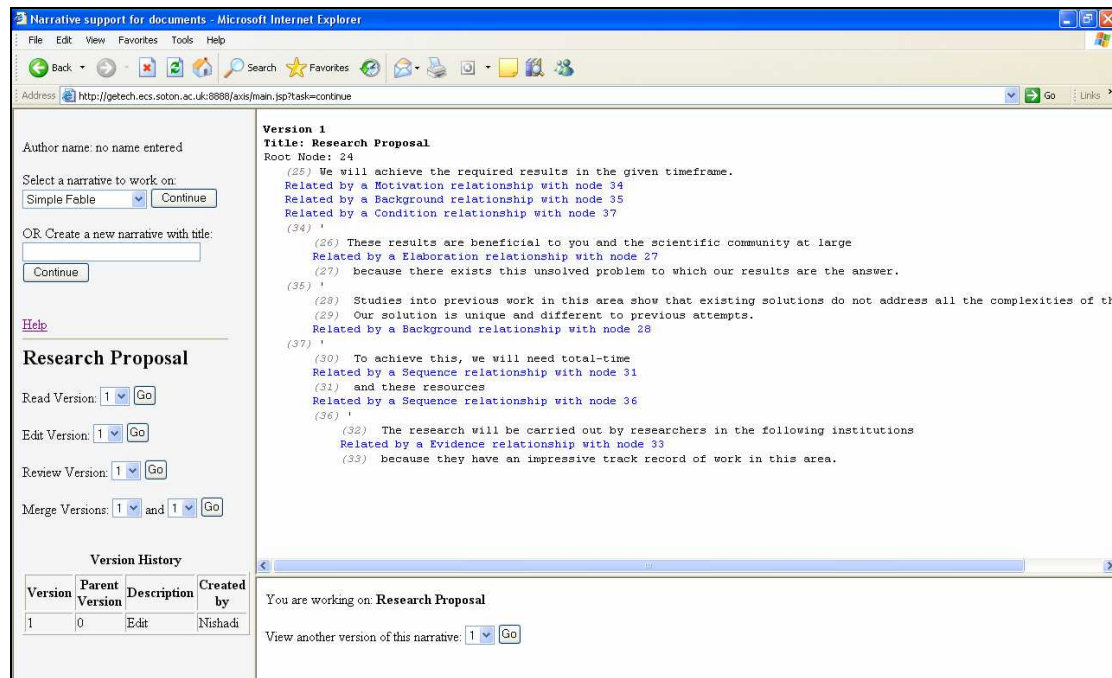 Narrative support for documents - Microsoft Internet Explorer
File Edit View Favorites Tools Help
Back Search Favorites
Address http://getech.ecs.soton.ac.uk:8888/axis/main.jsp?task=continue Go Links
Author name: no name entered
Select a narrative to work on:
Simple Fable Continue
OR Create a new narrative with title:
Continue
Help
Research Proposal
Read Version: 1 Go
Edit Version: 1 Go
Review Version: 1 Go
Merge Versions: 1 and 1 Go
Version History
Version Parent Version Description Created by
1 0 Edit Nishadi
Version 1
Title: Research Proposal
Root Node: 24
(25) We will achieve the required results in the given timeframe.
Related by a Motivation relationship with node 34
Related by a Background relationship with node 35
Related by a Condition relationship with node 37
(34) '
(26) These results are beneficial to you and the scientific community at large
Related by a Elaboration relationship with node 27
(27) because there exists this unsolved problem to which our results are the answer.
(35) '
(28) Studies into previous work in this area show that existing solutions do not address all the complexities of th
(29) Our solution is unique and different to previous attempts.
Related by a Background relationship with node 28
(37) '
(30) To achieve this, we will need total-time
Related by a Sequence relationship with node 31
(31) and these resources
Related by a Sequence relationship with node 36
(36) '
(32) The research will be carried out by researchers in the following institutions
Related by a Evidence relationship with node 33
(33) because they have an impressive track record of work in this area.
You are working on: Research Proposal
View another version of this narrative: 1 Go